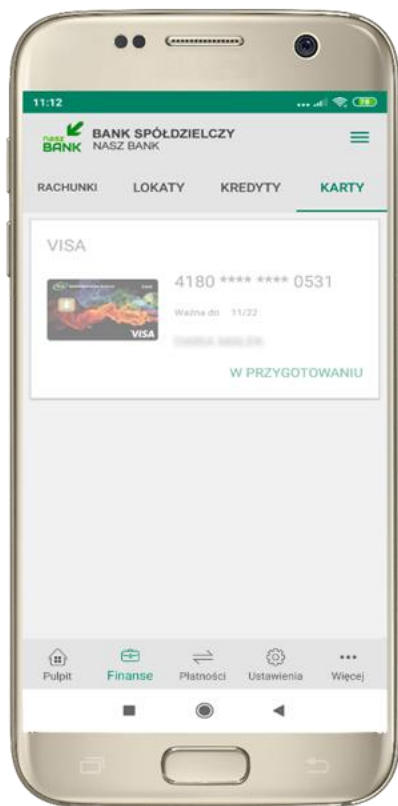 11:12
78
nasz
BANK
BANK SPÓŁDZIELCZY
NASZ BANK
RACHUNKI LOKATY KREDYTY KARTY
VISA
4180 **** **** 0531
Ważna do 11/22
VISA
W PRZYGOTOWANIU
Pulpit Finanse Płatności Ustawienia Więcej